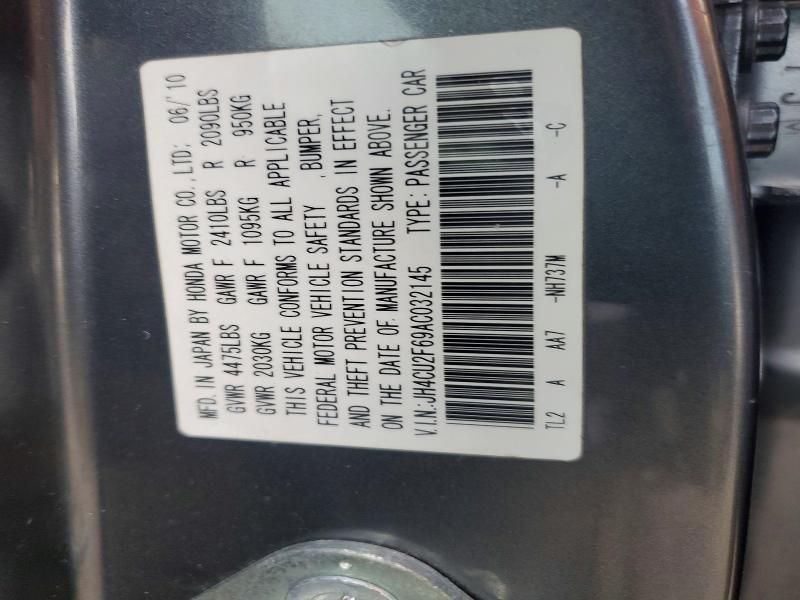 MFD. IN JAPAN BY HONDA MOTOR CO., LTD; 06/'10
GVWR 4475LBS GAWR F 2410LBS R 2090LBS
GVWR 2030KG GAWR F 1095KG R 950KG
THIS VEHICLE CONFORMS TO ALL APPLICABLE
FEDERAL MOTOR VEHICLE SAFETY , BUMPER,
AND THEFT PREVENTION STANDARDS IN EFFECT
ON THE DATE OF MANUFACTURE SHOWN ABOVE.
V.I.N:JH4CU2F69AC032145 TYPE: PASSENGER CAR
TL2 A AA7 -NH737M -A -C